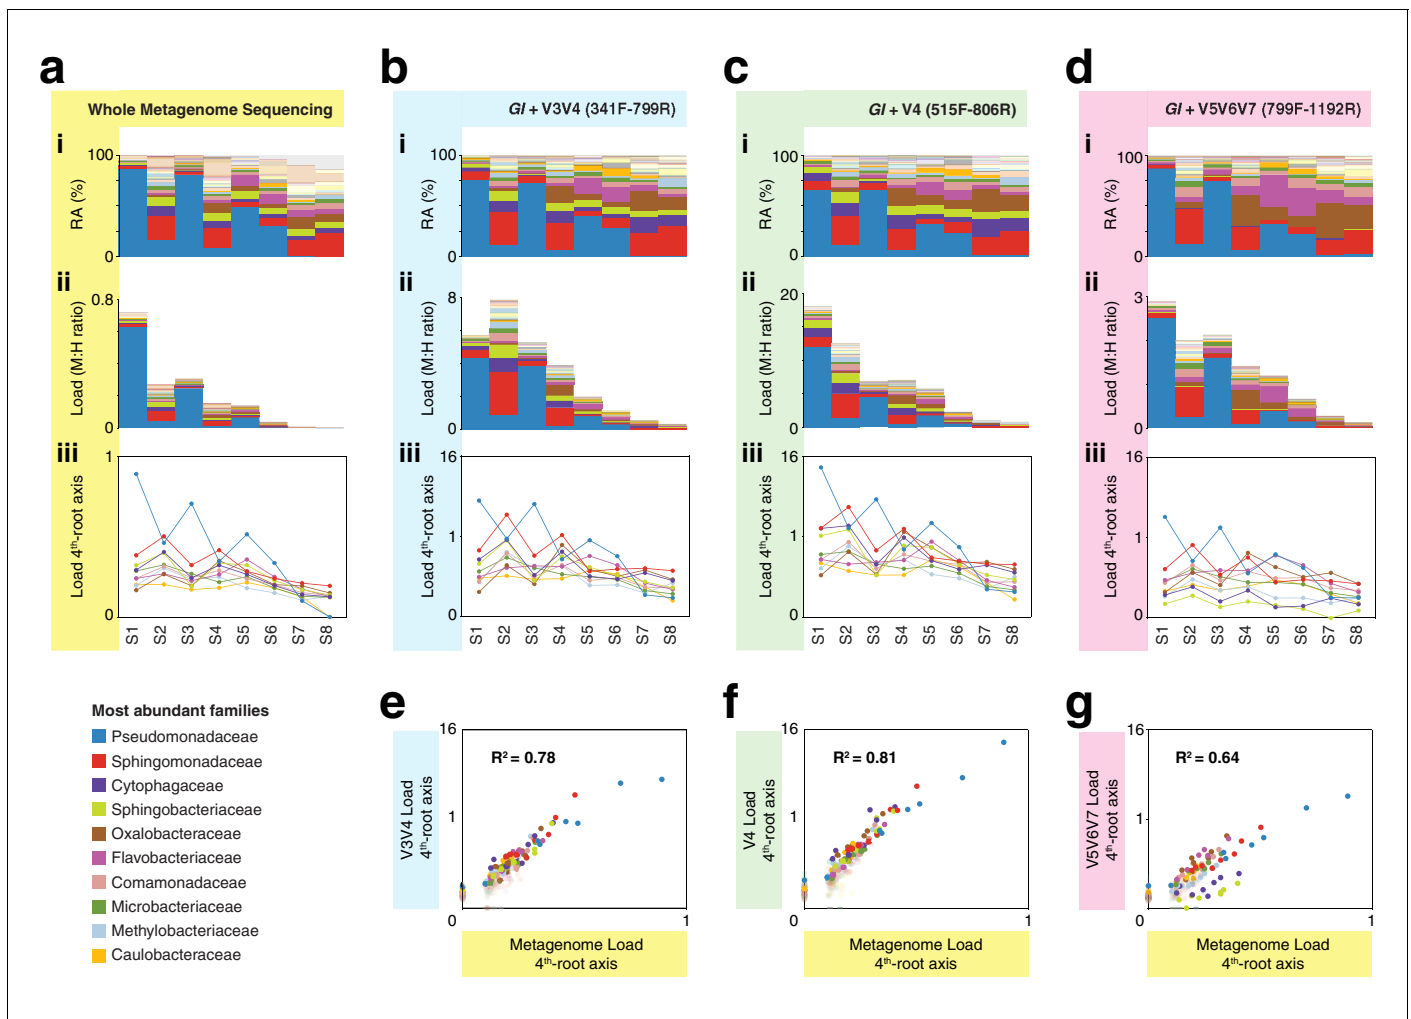 a
Whole Metagenome Sequencing
i
100
0
RA (%)
ii
0.8
0
Load (M:H ratio)
iii
1
0
Load 4th-root axis
S1 S2 S3 S4 S5 S6 S7 S8
b
GI + V3V4 (341F-799R)
i
100
0
RA (%)
ii
8
0
Load (M:H ratio)
iii
16
1
0
Load 4th-root axis
S1 S2 S3 S4 S5 S6 S7 S8
c
GI + V4 (515F-806R)
i
100
0
RA (%)
ii
20
0
Load (M:H ratio)
iii
16
1
0
Load 4th-root axis
S1 S2 S3 S4 S5 S6 S7 S8
d
GI + V5V6V7 (799F-1192R)
i
100
0
RA (%)
ii
3
0
Load (M:H ratio)
iii
16
1
0
Load 4th-root axis
S1 S2 S3 S4 S5 S6 S7 S8
Most abundant families
Pseudomonadaceae
Sphingomonadaceae
Cytophagaceae
Sphingobacteriaceae
Oxalobacteraceae
Flavobacteriaceae
Comamonadaceae
Microbacteriaceae
Methylobacteriaceae
Caulobacteraceae
e
16
1
R² = 0.78
V3V4 Load
4th-root axis
0 1
Metagenome Load
4th-root axis
f
16
1
R² = 0.81
V4 Load
4th-root axis
0 1
Metagenome Load
4th-root axis
g
16
1
R² = 0.64
V5V6V7 Load
4th-root axis
0 1
Metagenome Load
4th-root axis